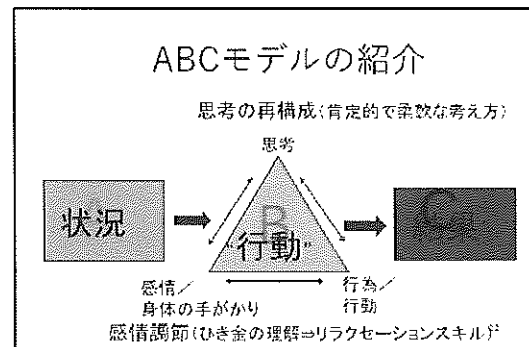 ABCモデルの紹介
思考の再構成(肯定的で柔軟な考え方)
思考
状況
B
"行動"
C
感情/
身体の手がかり
行為/
行動
感情調節(ひき金の理解⇒リラクセーションスキル)